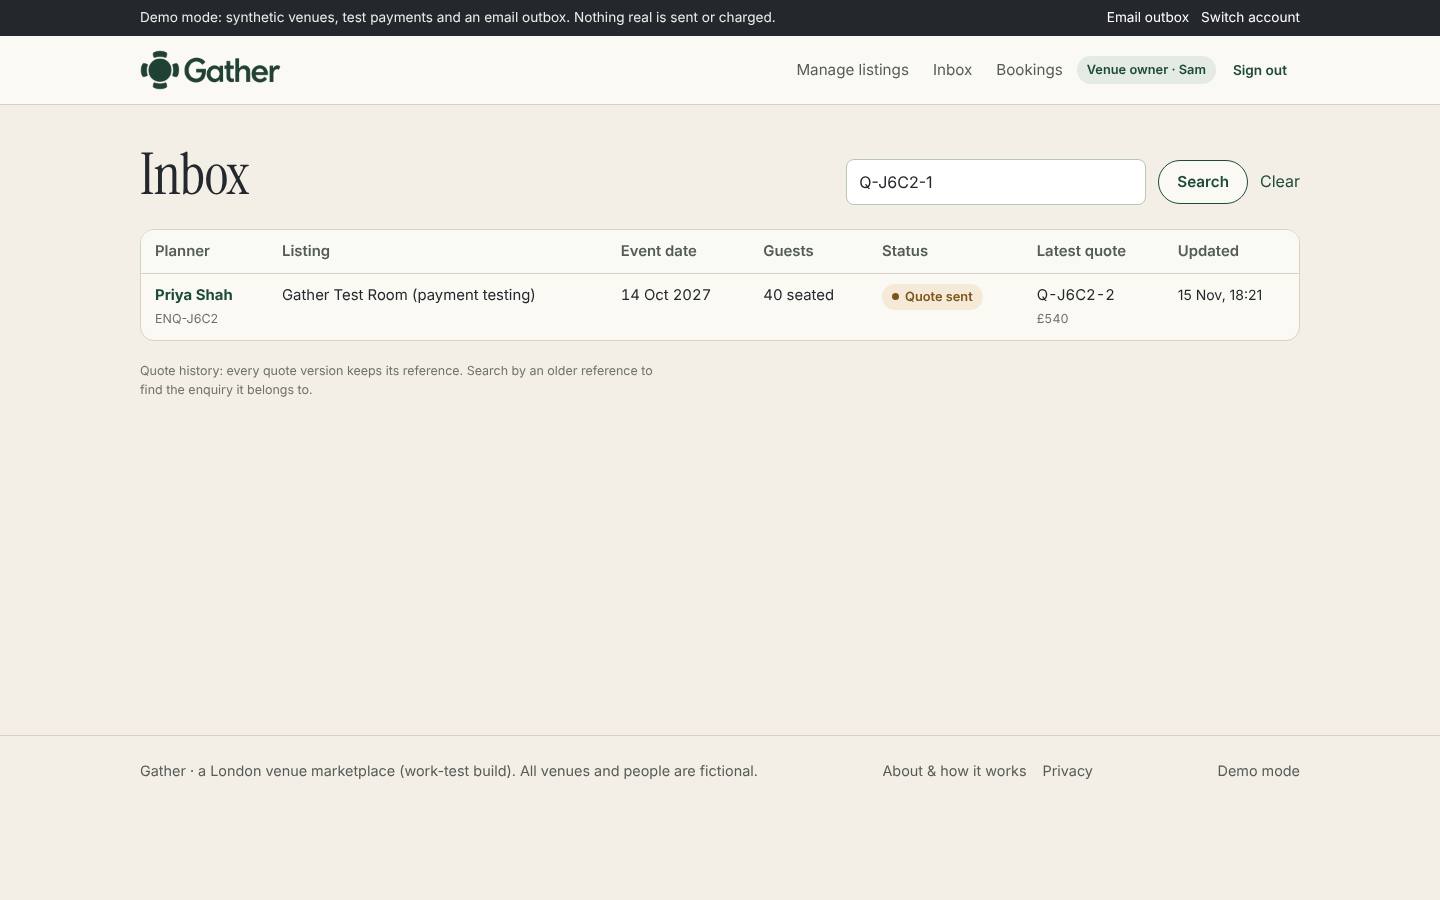 Demo mode: synthetic venues, test payments and an email outbox. Nothing real is sent or charged.
Email outbox Switch account
Gather
Manage listings Inbox Bookings Venue owner · Sam Sign out
Inbox
Q-J6C2-1 Search Clear
Planner Listing Event date Guests Status Latest quote Updated
Priya Shah Gather Test Room (payment testing) 14 Oct 2027 40 seated Quote sent Q-J6C2-2 15 Nov, 18:21
ENQ-J6C2 £540
Quote history: every quote version keeps its reference. Search by an older reference to
find the enquiry it belongs to.
Gather · a London venue marketplace (work-test build). All venues and people are fictional.
About & how it works Privacy
Demo mode